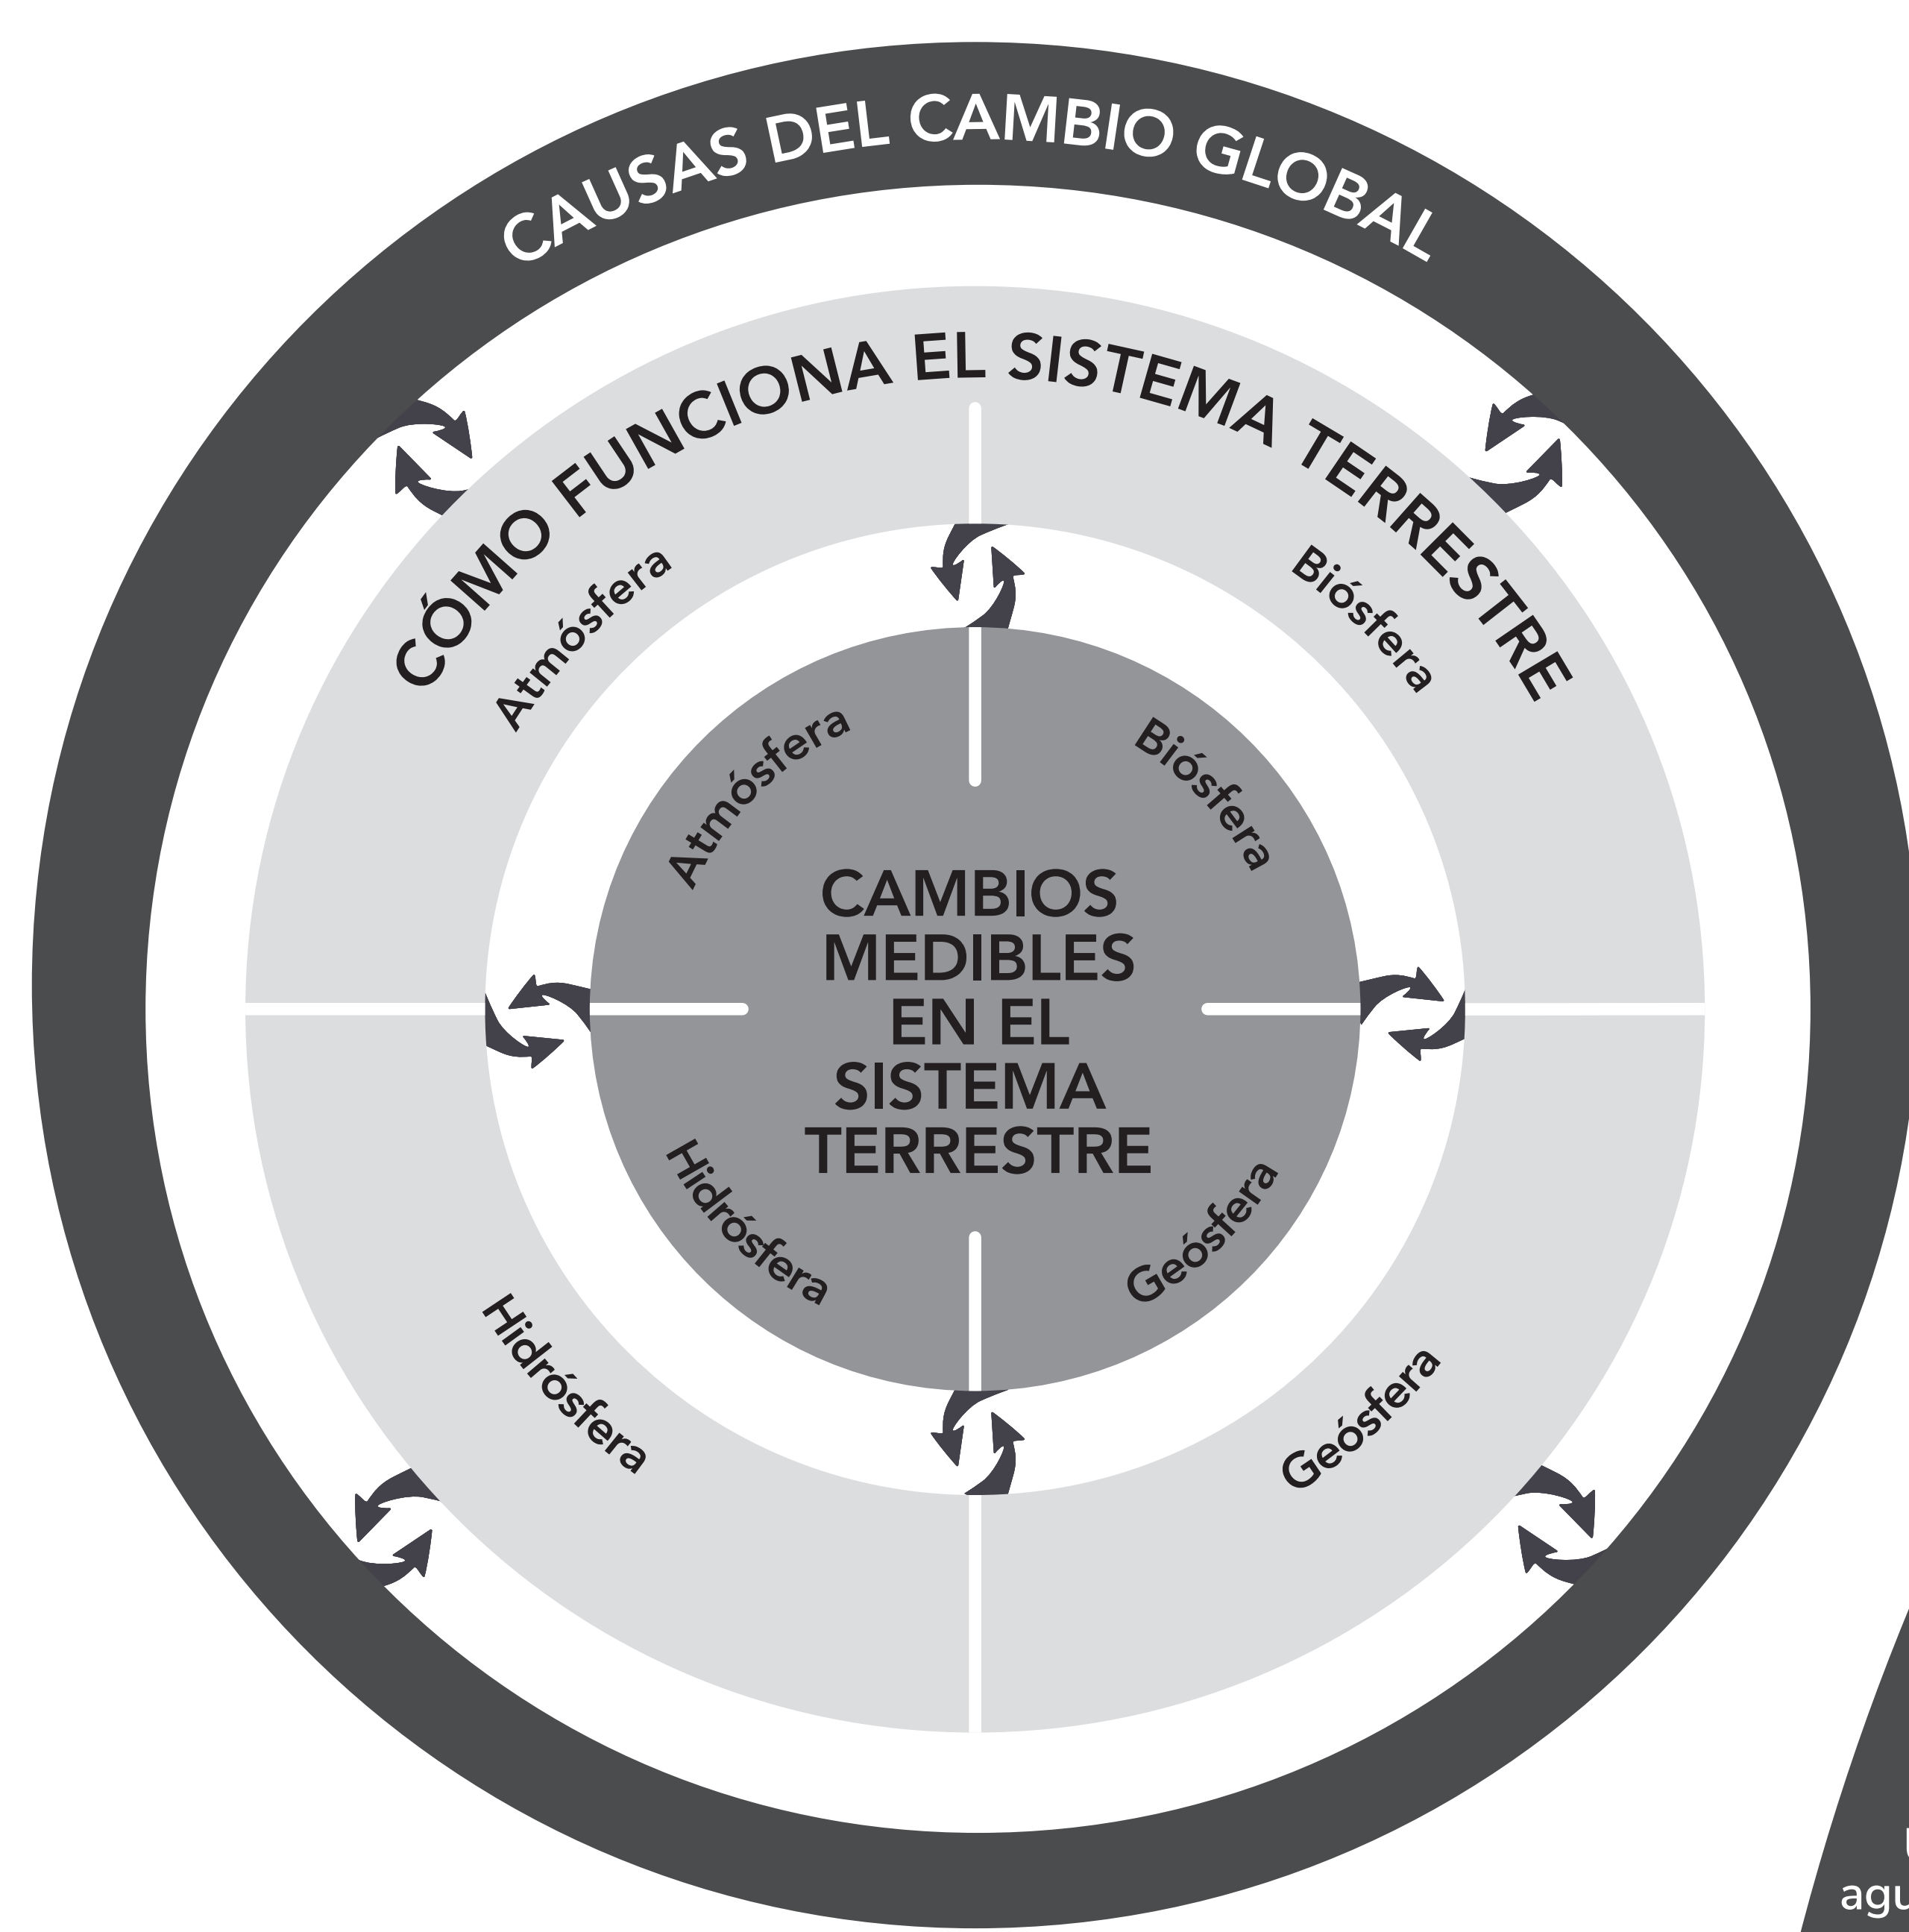 CAUSAS DEL CAMBIO GLOBAL
CÓMO FUNCIONA EL SISTEMA TERRESTRE
Atmósfera
Biósfera
Atmósfera
Biósfera
CAMBIOS
MEDIBLES
EN EL
SISTEMA
TERRESTRE
Hidrósfera
Geósfera
Hidrósfera
Geósfera